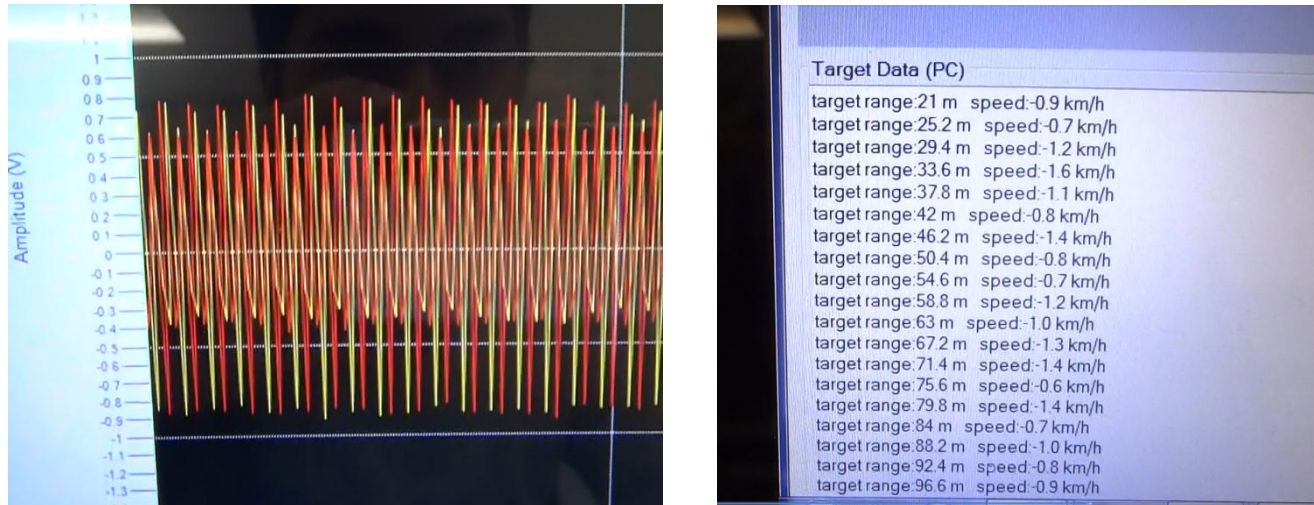 Amplitude (V)
1
0.9
0.8
0.7
0.6
0.5
0.4
0.3
0.2
0.1
0
-0.1
-0.2
-0.3
-0.4
-0.5
-0.6
-0.7
-0.8
-0.9
-1
-1.1
-1.2
-1.3
Target Data (PC)
target range:21 m speed:-0.9 km/h
target range:25.2 m speed:-0.7 km/h
target range:29.4 m speed:-1.2 km/h
target range:33.6 m speed:-1.6 km/h
target range:37.8 m speed:-1.1 km/h
target range:42 m speed:-0.8 km/h
target range:46.2 m speed:-1.4 km/h
target range:50.4 m speed:-0.8 km/h
target range:54.6 m speed:-0.7 km/h
target range:58.8 m speed:-1.2 km/h
target range:63 m speed:-1.0 km/h
target range:67.2 m speed:-1.3 km/h
target range:71.4 m speed:-1.4 km/h
target range:75.6 m speed:-0.6 km/h
target range:79.8 m speed:-1.4 km/h
target range:84 m speed:-0.7 km/h
target range:88.2 m speed:-1.0 km/h
target range:92.4 m speed:-0.8 km/h
target range:96.6 m speed:-0.9 km/h